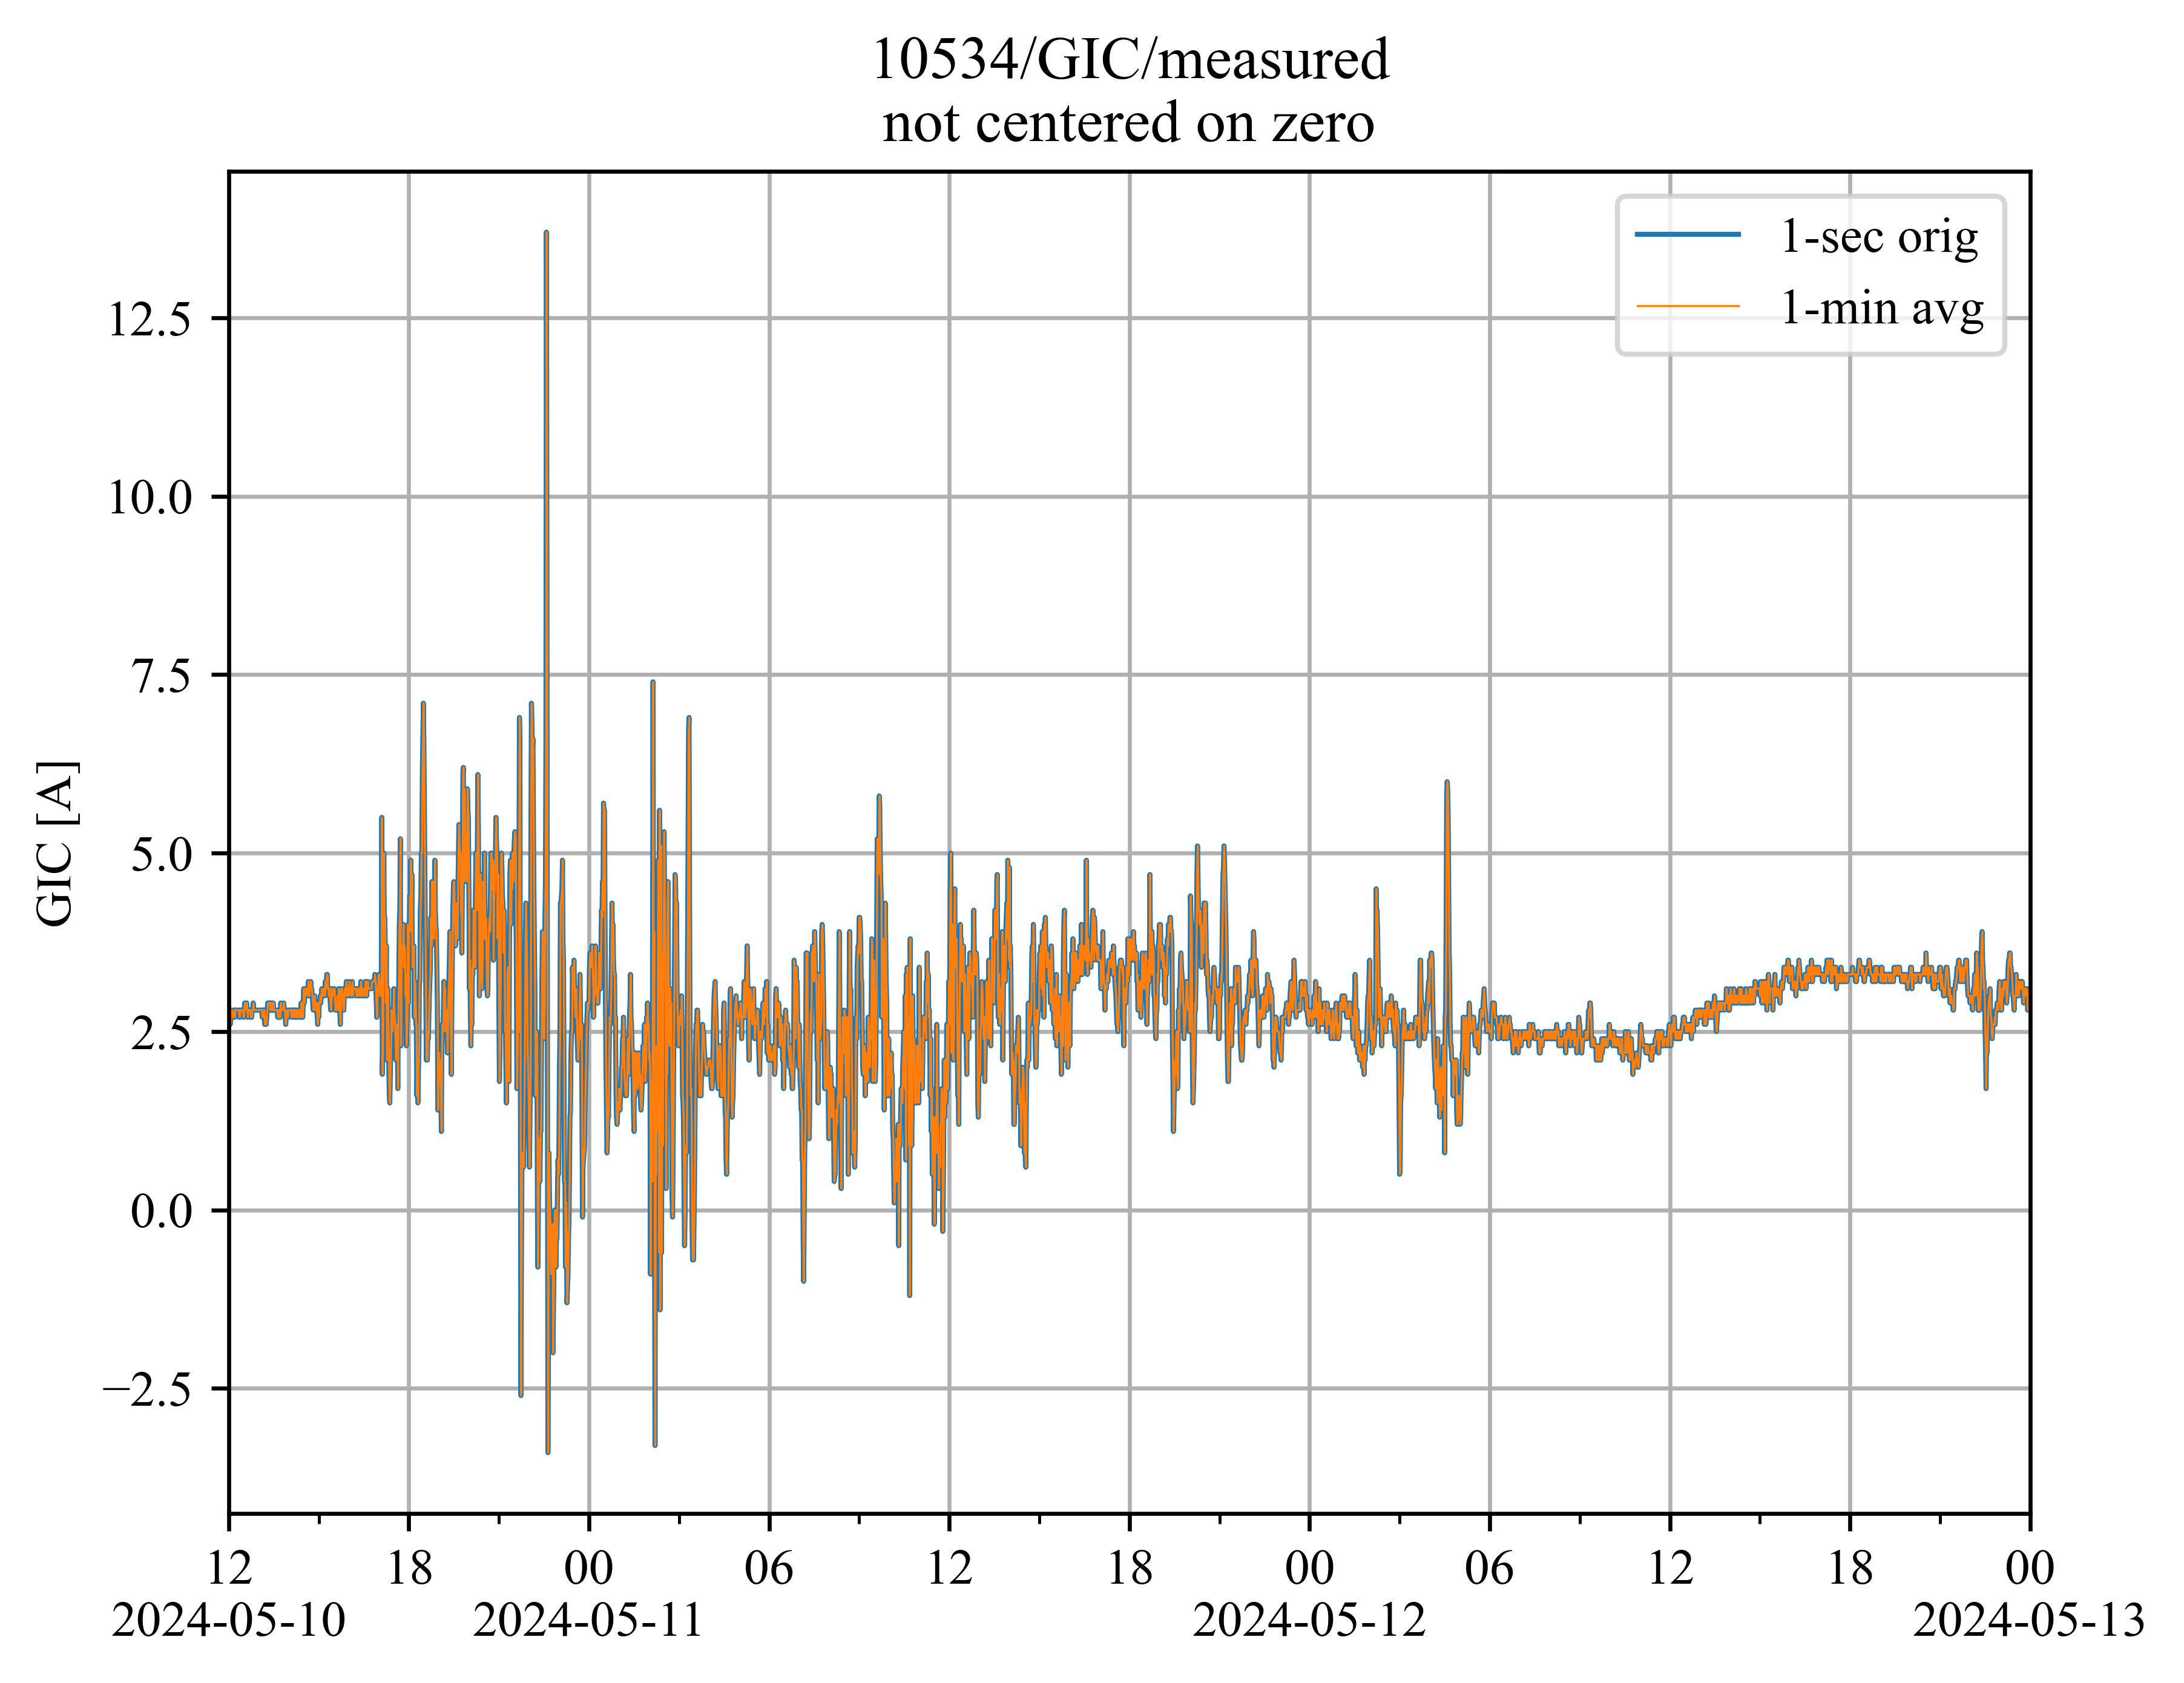 10534/GIC/measured
not centered on zero
1-sec orig
1-min avg
GIC [A]
12.5
10.0
7.5
5.0
2.5
0.0
−2.5
12 18 00 06 12 18 00 06 12 18 00
2024-05-10 2024-05-11 2024-05-12 2024-05-13